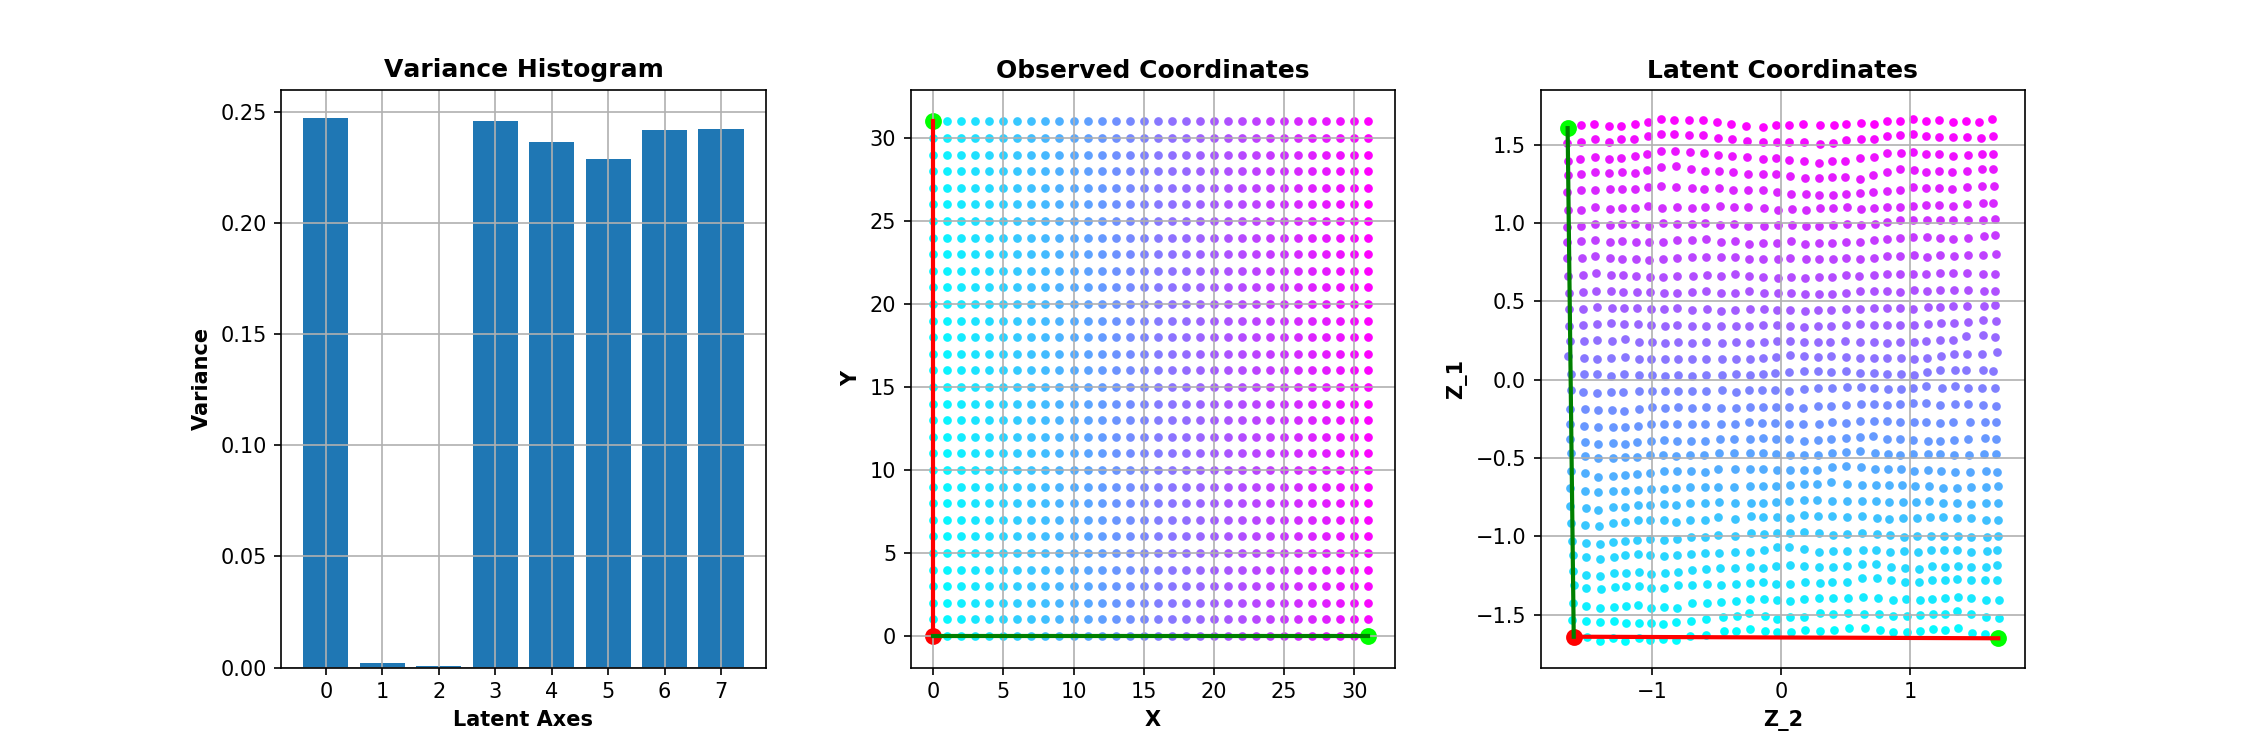 Variance Histogram
Variance
0.25
0.20
0.15
0.10
0.05
0.00
0 1 2 3 4 5 6 7
Latent Axes
Observed Coordinates
Y
30
25
20
15
10
5
0
0 5 10 15 20 25 30
X
Latent Coordinates
Z_1
1.5
1.0
0.5
0.0
−0.5
−1.0
−1.5
−1 0 1
Z_2